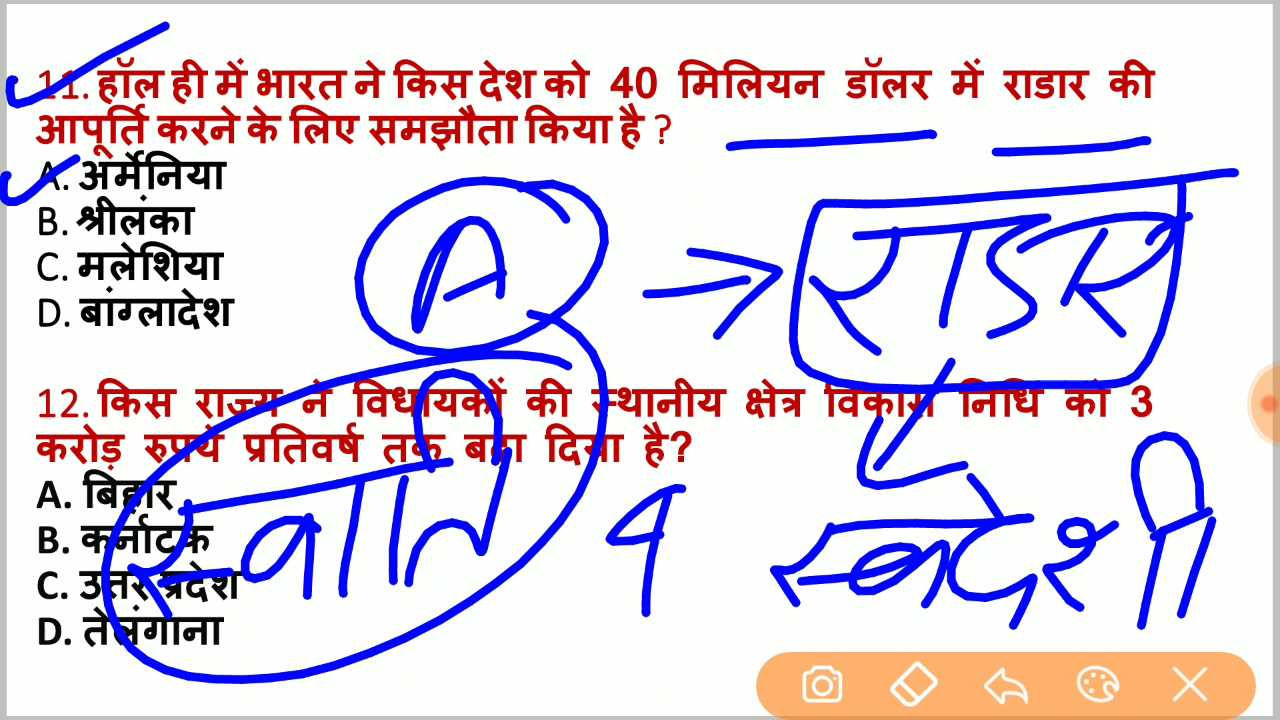 11. हॉल ही में भारत ने किस देश को 40 मिलियन डॉलर में राडार की
आपूर्ति करने के लिए समझौता किया है ?
A. अर्मेनिया
B. श्रीलंका
C. मलेशिया
D. बांग्लादेश
A
राडार
12. किस राज्य ने विधायकों की स्थानीय क्षेत्र विकास निधि को 3
करोड़ रुपये प्रतिवर्ष तक बढा दिया है?
A. बिहार
B. कर्नाटक
C. उत्तर प्रदेश
D. तेलंगाना
स्वाति
4
स्वदेशी